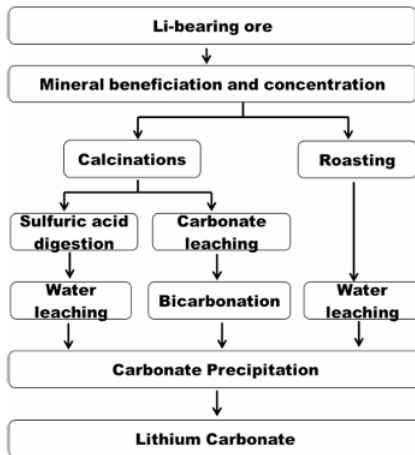 Li-bearing ore
Mineral beneficiation and concentration
Calcinations
Roasting
Sulfuric acid
digestion
Carbonate
leaching
Water
leaching
Bicarbonation
Water
leaching
Carbonate Precipitation
Lithium Carbonate